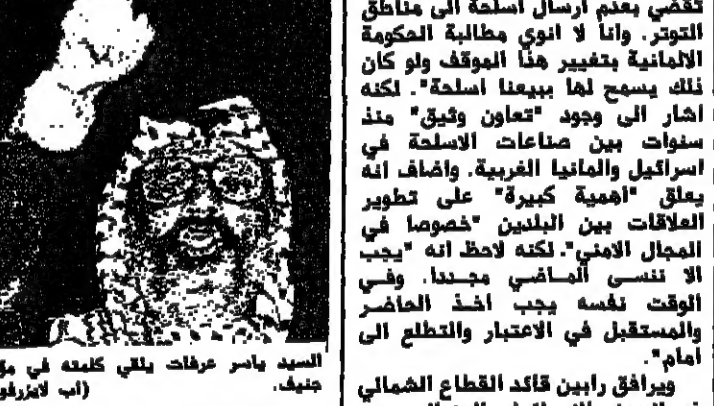 تقضي بعدم ارسال اسلحة الى مناطق
التوتر. وانا لا انوي مطالبة الحكومة
الالمانية بتغيير هذا الموقف ولو كان
ذلك يسمح لها ببيعنا اسلحة". لكنه
اشار الى وجود "تعاون وثيق" منذ
سنوات بين صناعات الاسلحة في
اسرائيل والمانيا الغربية. واضاف انه
يعلق "اهمية كبيرة" على تطوير
العلاقات بين البلدين "خصوصا في
المجال الامني". لكنه لاحظ انه "يجب
الا ننسى الماضي مجددا. وفي
الوقت نفسه يجب اخذ الحاضر
والمستقبل في الاعتبار والتطلع الى
امام".
ويرافق رابين قائد القطاع الشمالي
السيد ياسر عرفات يلقي كلمته في
جنيف. (أب